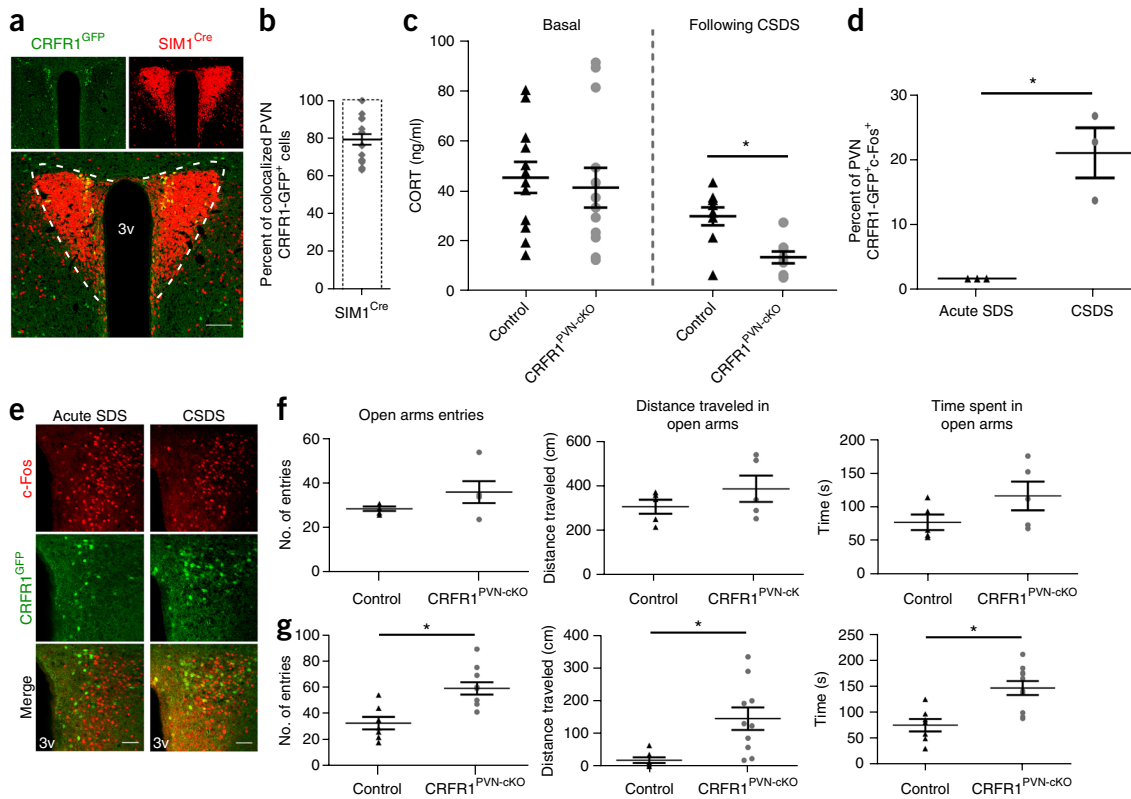 a
CRFR1GFP
SIM1Cre
3v
b
Percent of colocalized PVN
CRFR1-GFP+ cells
100
80
60
40
20
0
SIM1Cre
c
Basal
Following CSDS
CORT (ng/ml)
100
80
60
40
20
0
*
Control
CRFR1PVN-cKO
Control
CRFR1PVN-cKO
d
Percent of PVN
CRFR1-GFP+c-Fos+
30
20
10
0
*
Acute SDS
CSDS
e
Acute SDS
CSDS
c-Fos
CRFR1GFP
Merge
3v
3v
f
Open arms entries
No. of entries
60
40
20
0
Control
CRFR1PVN-cKO
Distance traveled in
open arms
Distance traveled (cm)
600
400
200
0
Control
CRFR1PVN-cK
Time spent in
open arms
Time (s)
200
150
100
50
0
Control
CRFR1PVN-cKO
g
No. of entries
100
80
60
40
20
0
*
Control
CRFR1PVN-cKO
Distance traveled (cm)
400
300
200
100
0
*
Control
CRFR1PVN-cKO
Time (s)
250
200
150
100
50
0
*
Control
CRFR1PVN-cKO